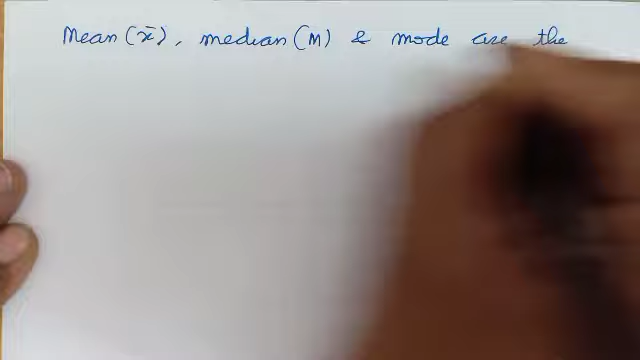 Mean (x̄), median (M) & mode are the